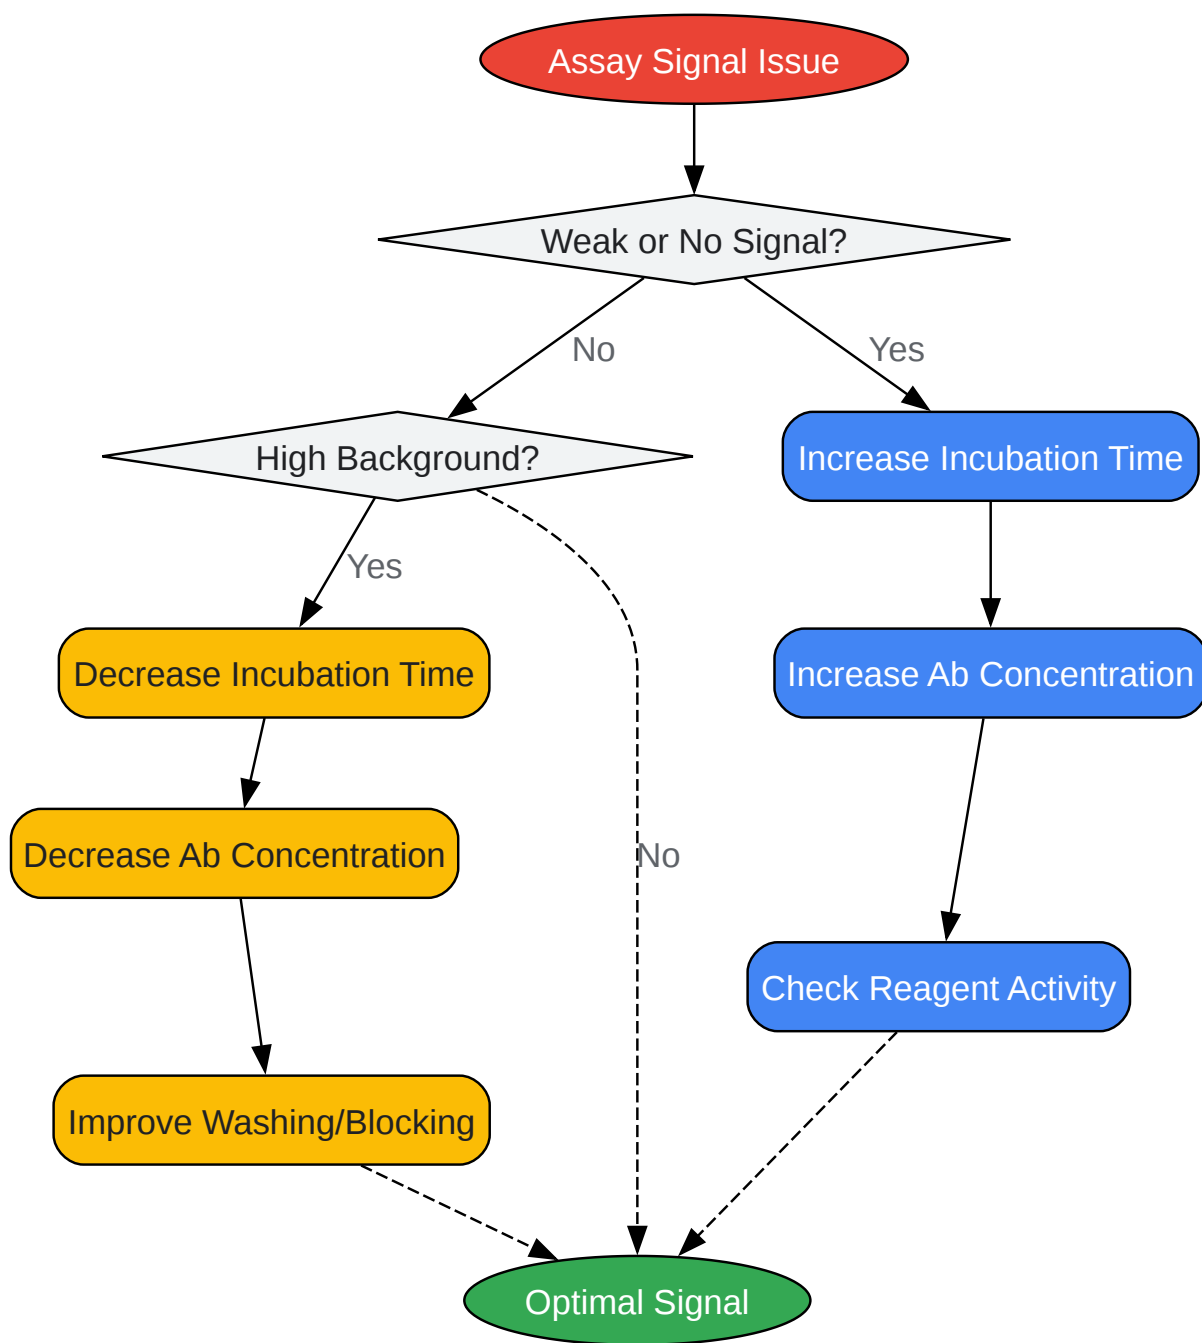 Assay Signal Issue
Weak or No Signal?
No
Yes
High Background?
Increase Incubation Time
Yes
Decrease Incubation Time
Increase Ab Concentration
Decrease Ab Concentration
No
Check Reagent Activity
Improve Washing/Blocking
Optimal Signal